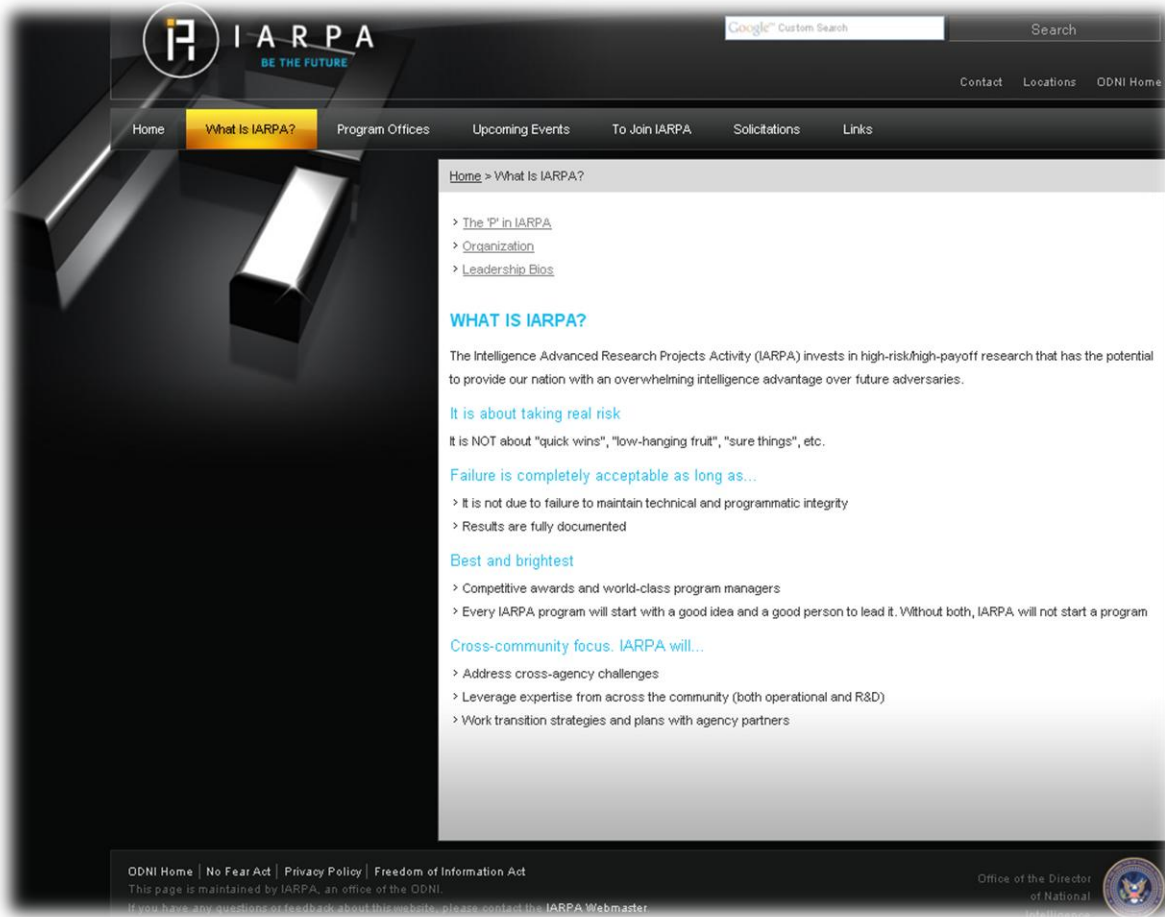 IARPA
BE THE FUTURE
Google™ Custom Search
Search
Contact Locations ODNI Home
Home What Is IARPA? Program Offices Upcoming Events To Join IARPA Solicitations Links
Home > What Is IARPA?
> The 'P' in IARPA
> Organization
> Leadership Bios
WHAT IS IARPA?
The Intelligence Advanced Research Projects Activity (IARPA) invests in high-risk/high-payoff research that has the potential
to provide our nation with an overwhelming intelligence advantage over future adversaries.
It is about taking real risk
It is NOT about "quick wins", "low-hanging fruit", "sure things", etc.
Failure is completely acceptable as long as...
> It is not due to failure to maintain technical and programmatic integrity
> Results are fully documented
Best and brightest
> Competitive awards and world-class program managers
> Every IARPA program will start with a good idea and a good person to lead it. Without both, IARPA will not start a program
Cross-community focus. IARPA will...
> Address cross-agency challenges
> Leverage expertise from across the community (both operational and R&D)
> Work transition strategies and plans with agency partners
ODNI Home | No Fear Act | Privacy Policy | Freedom of Information Act
This page is maintained by IARPA, an office of the ODNI.
If you have any questions or feedback about this website, please contact the IARPA Webmaster.
Office of the Director
of National